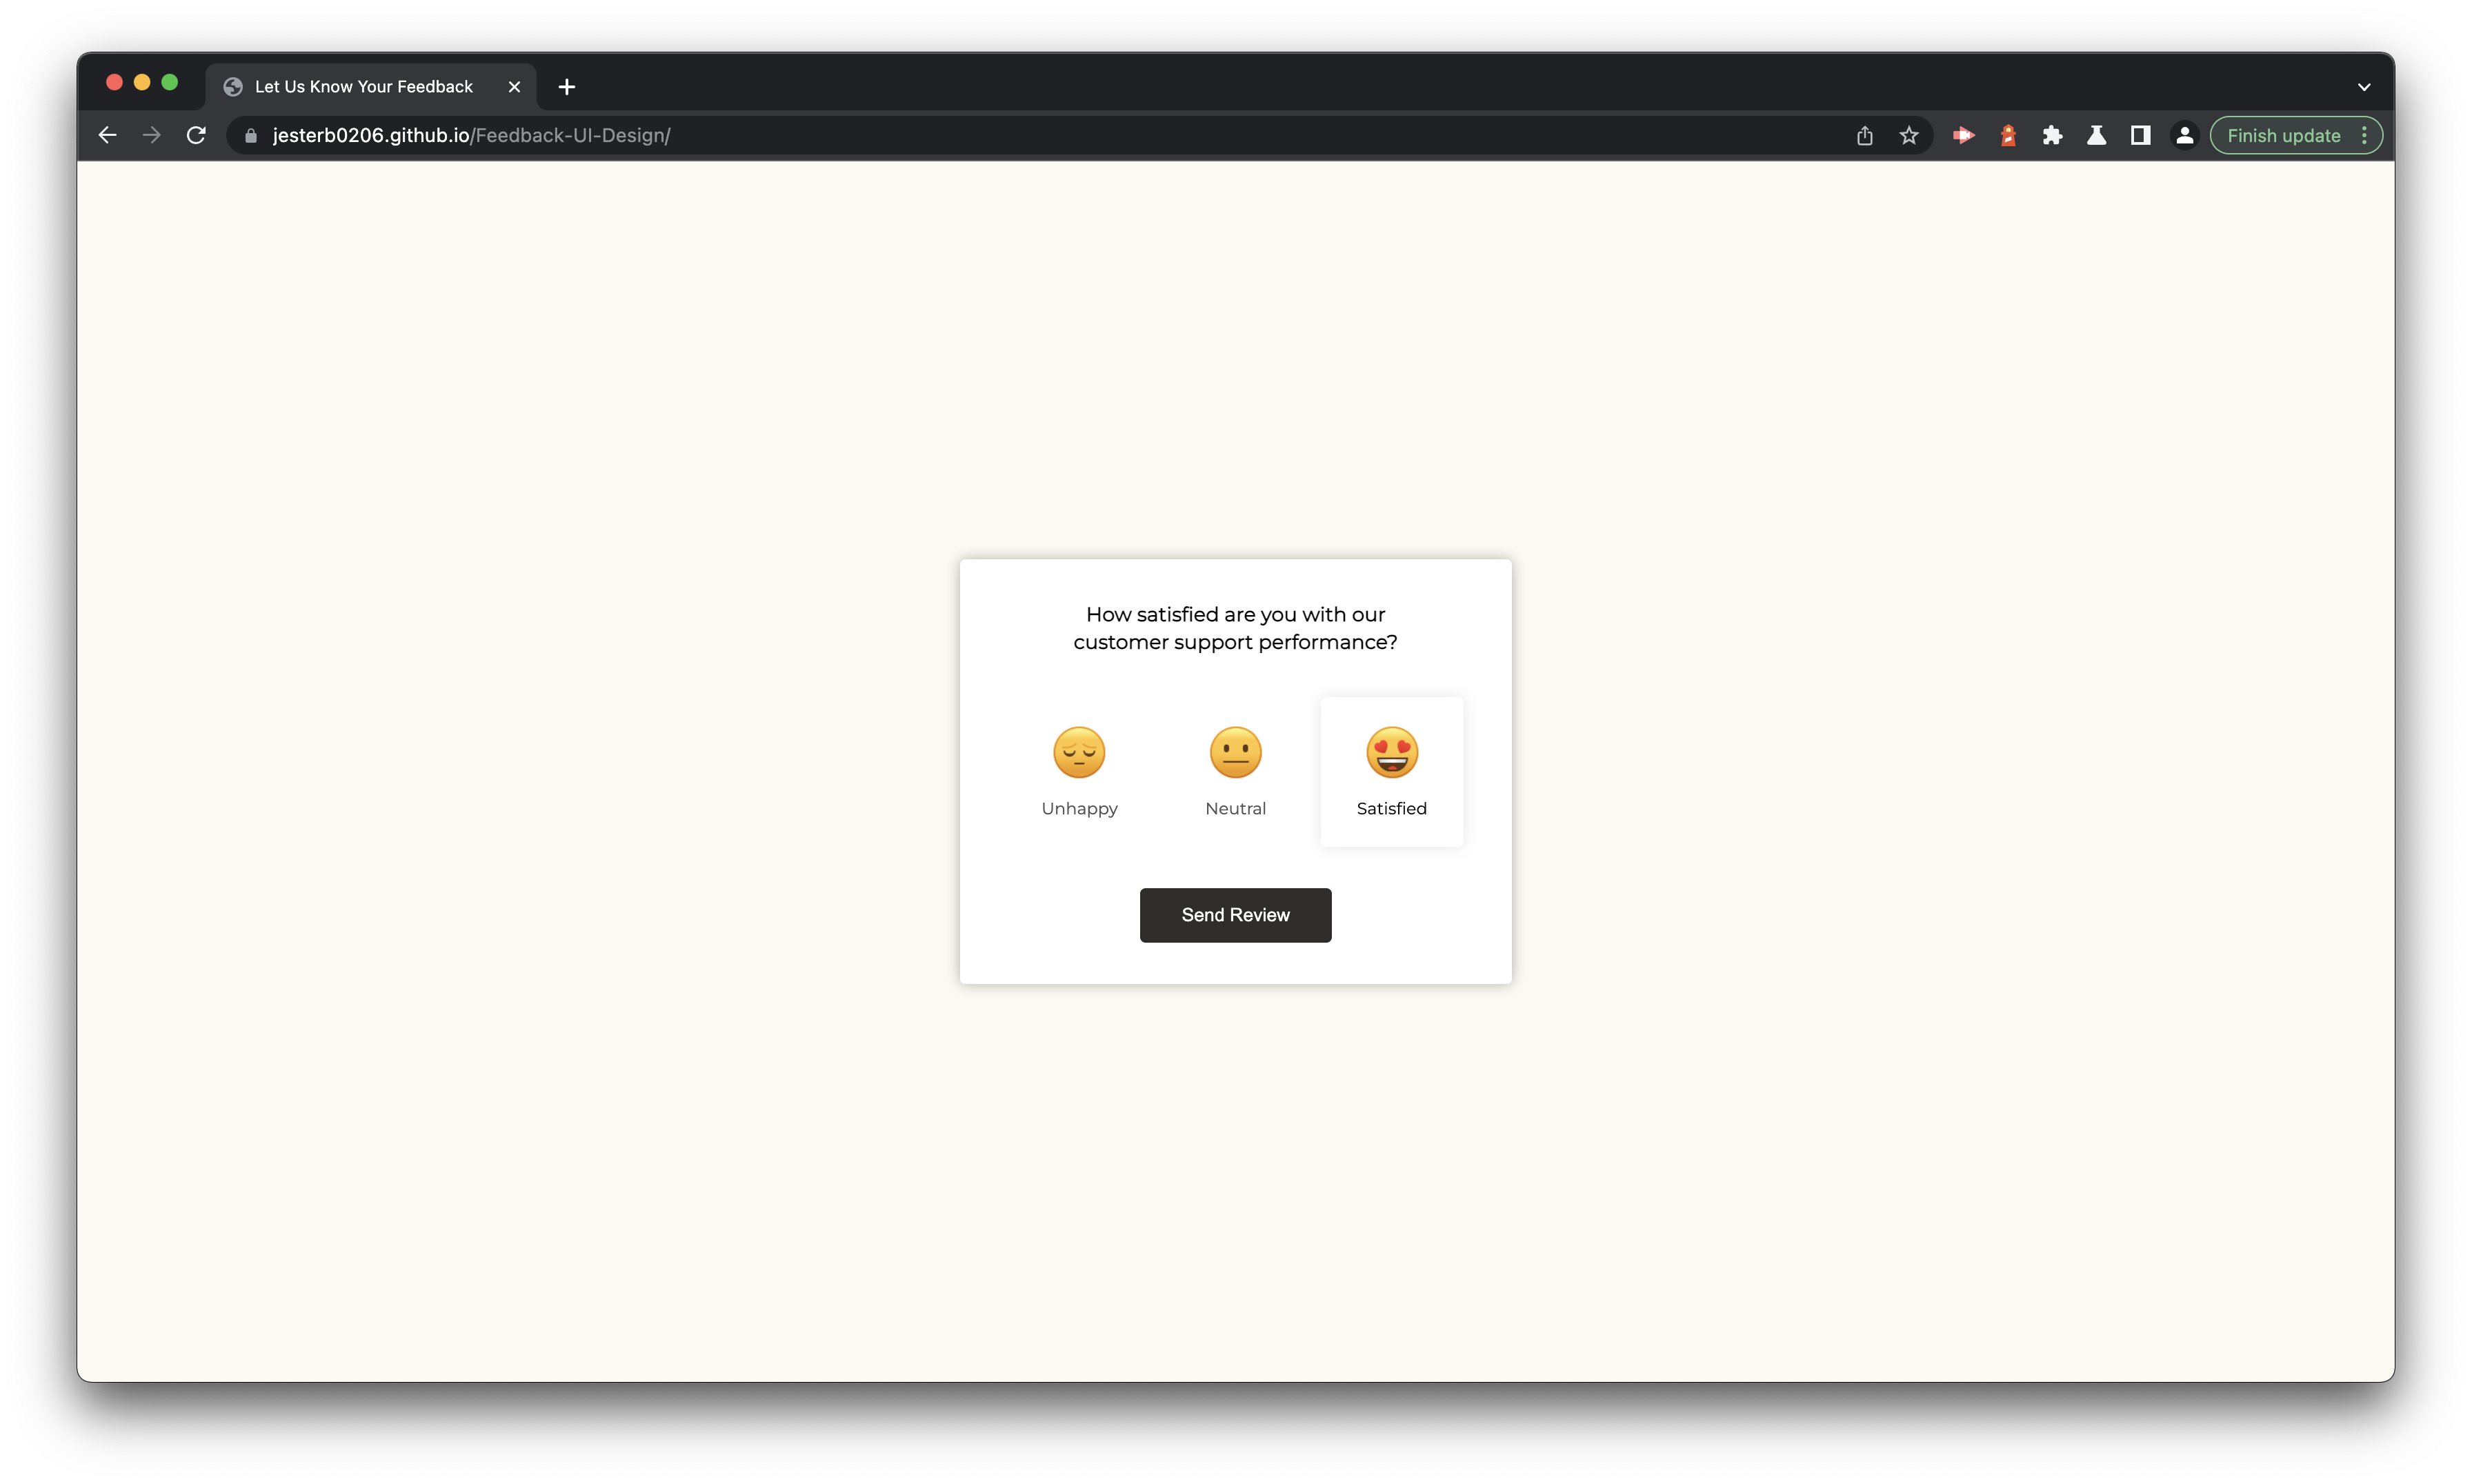 Let Us Know Your Feedback
jesterb0206.github.io/Feedback-UI-Design/
Finish update
How satisfied are you with our
customer support performance?
Unhappy
Neutral
Satisfied
Send Review